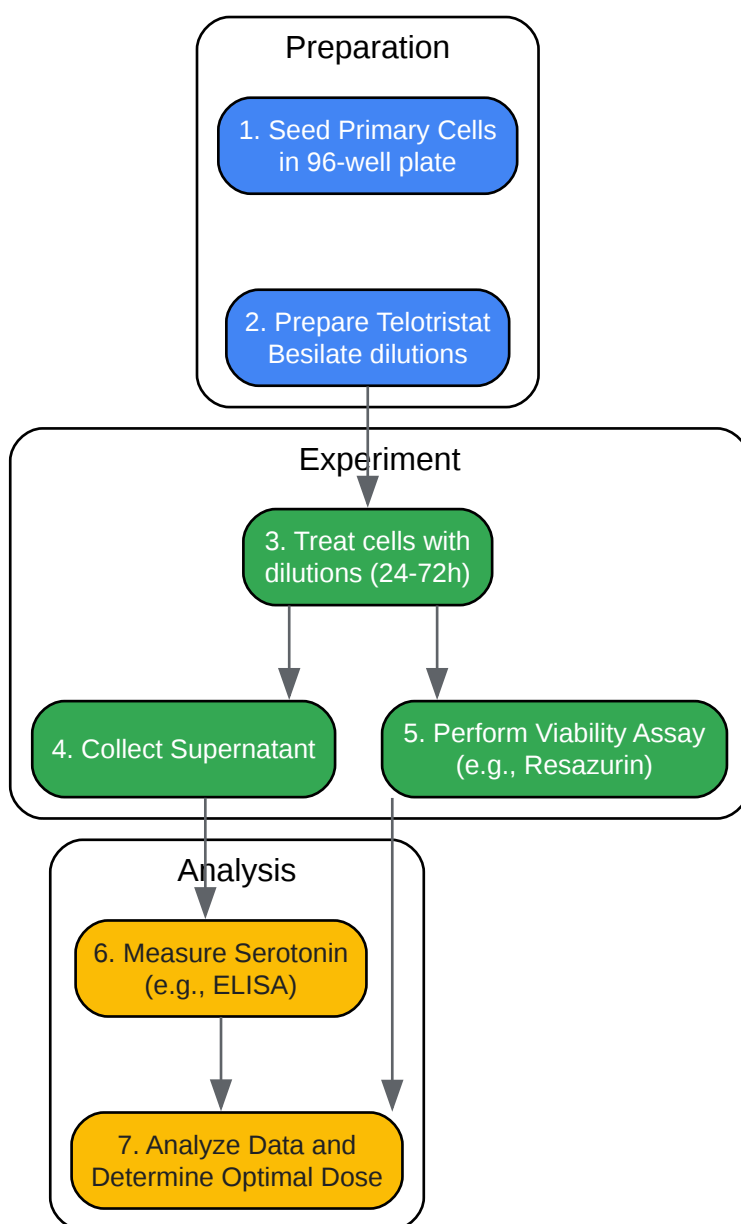 Preparation
1. Seed Primary Cells
in 96-well plate
2. Prepare Telotristat
Besilate dilutions
Experiment
3. Treat cells with
dilutions (24-72h)
4. Collect Supernatant
5. Perform Viability Assay
(e.g., Resazurin)
Analysis
6. Measure Serotonin
(e.g., ELISA)
7. Analyze Data and
Determine Optimal Dose